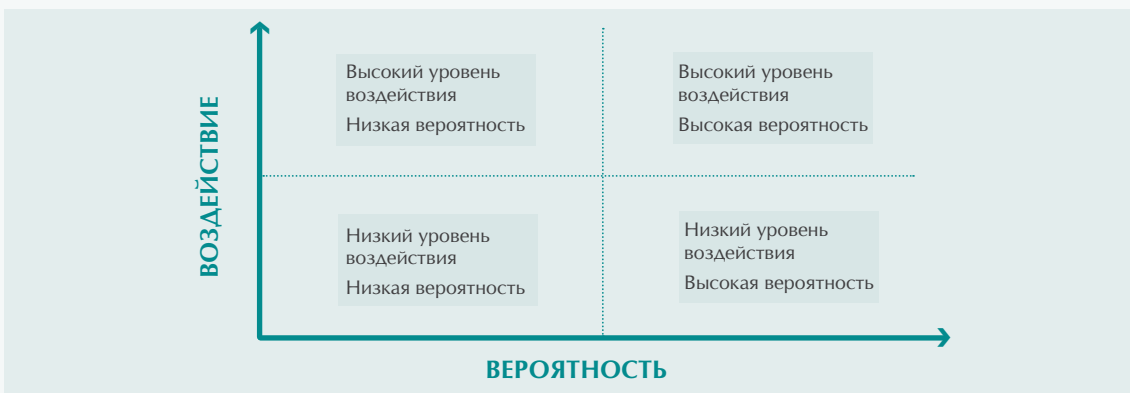 ВОЗДЕЙСТВИЕ
Высокий уровень
воздействия
Низкая вероятность
Высокий уровень
воздействия
Высокая вероятность
Низкий уровень
воздействия
Низкая вероятность
Низкий уровень
воздействия
Высокая вероятность
ВЕРОЯТНОСТЬ